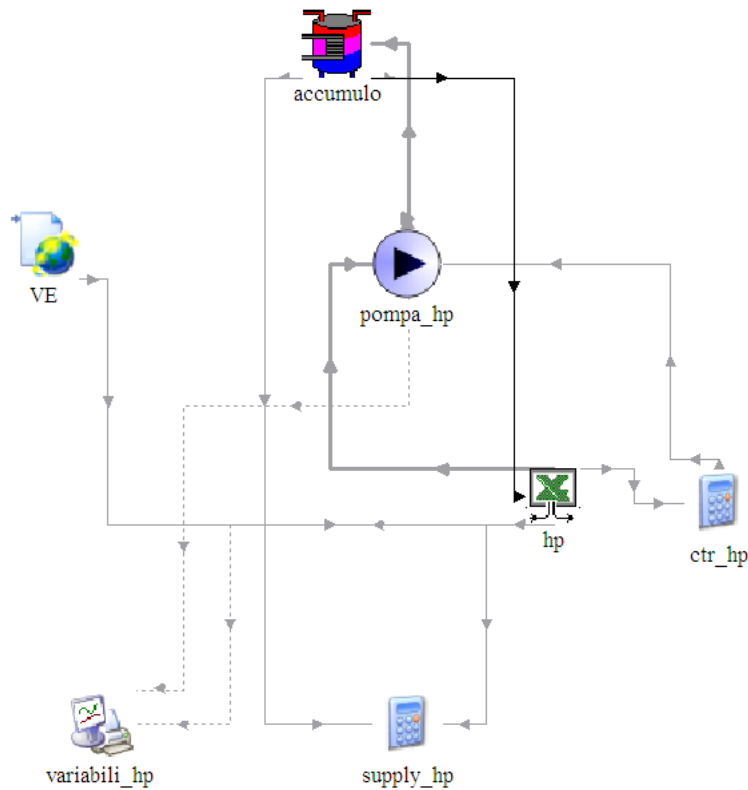 accumulo
VE
pompa_hp
hp
ctr_hp
variabili_hp
supply_hp